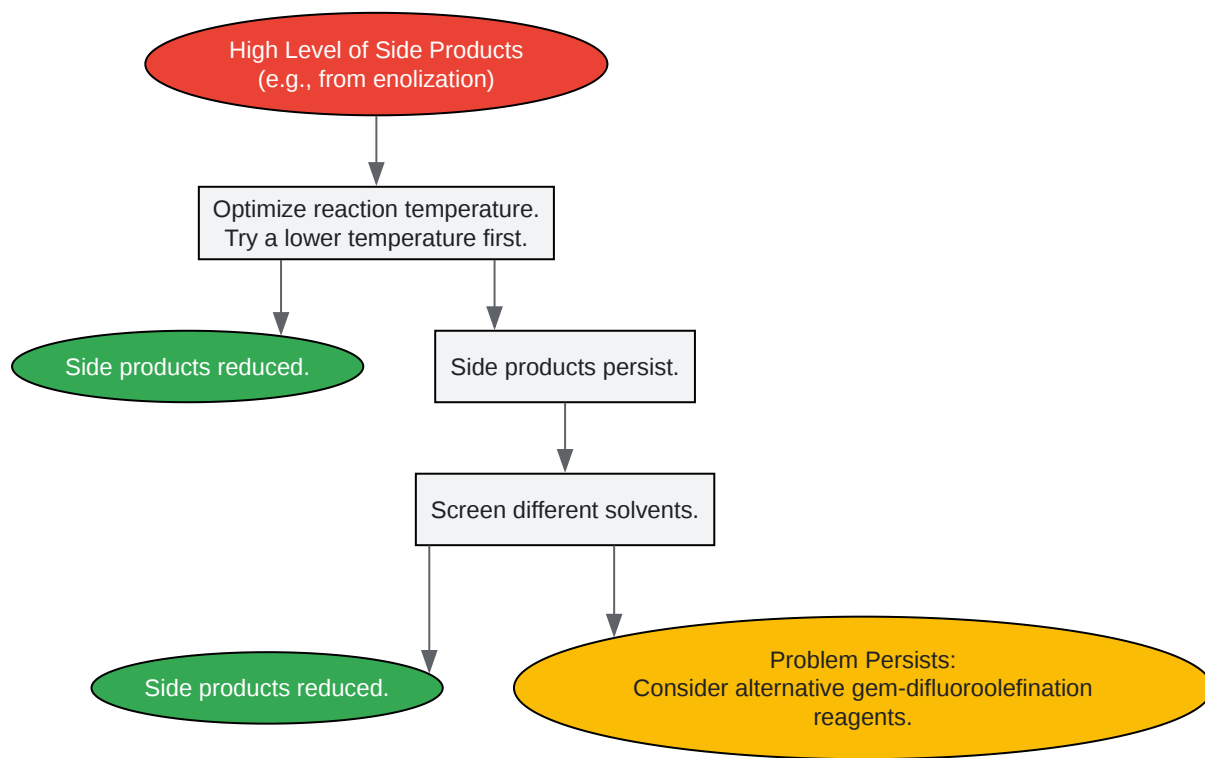 High Level of Side Products
(e.g., from enolization)
Optimize reaction temperature.
Try a lower temperature first.
Side products reduced.
Side products persist.
Screen different solvents.
Side products reduced.
Problem Persists:
Consider alternative gem-difluoroolefination
reagents.